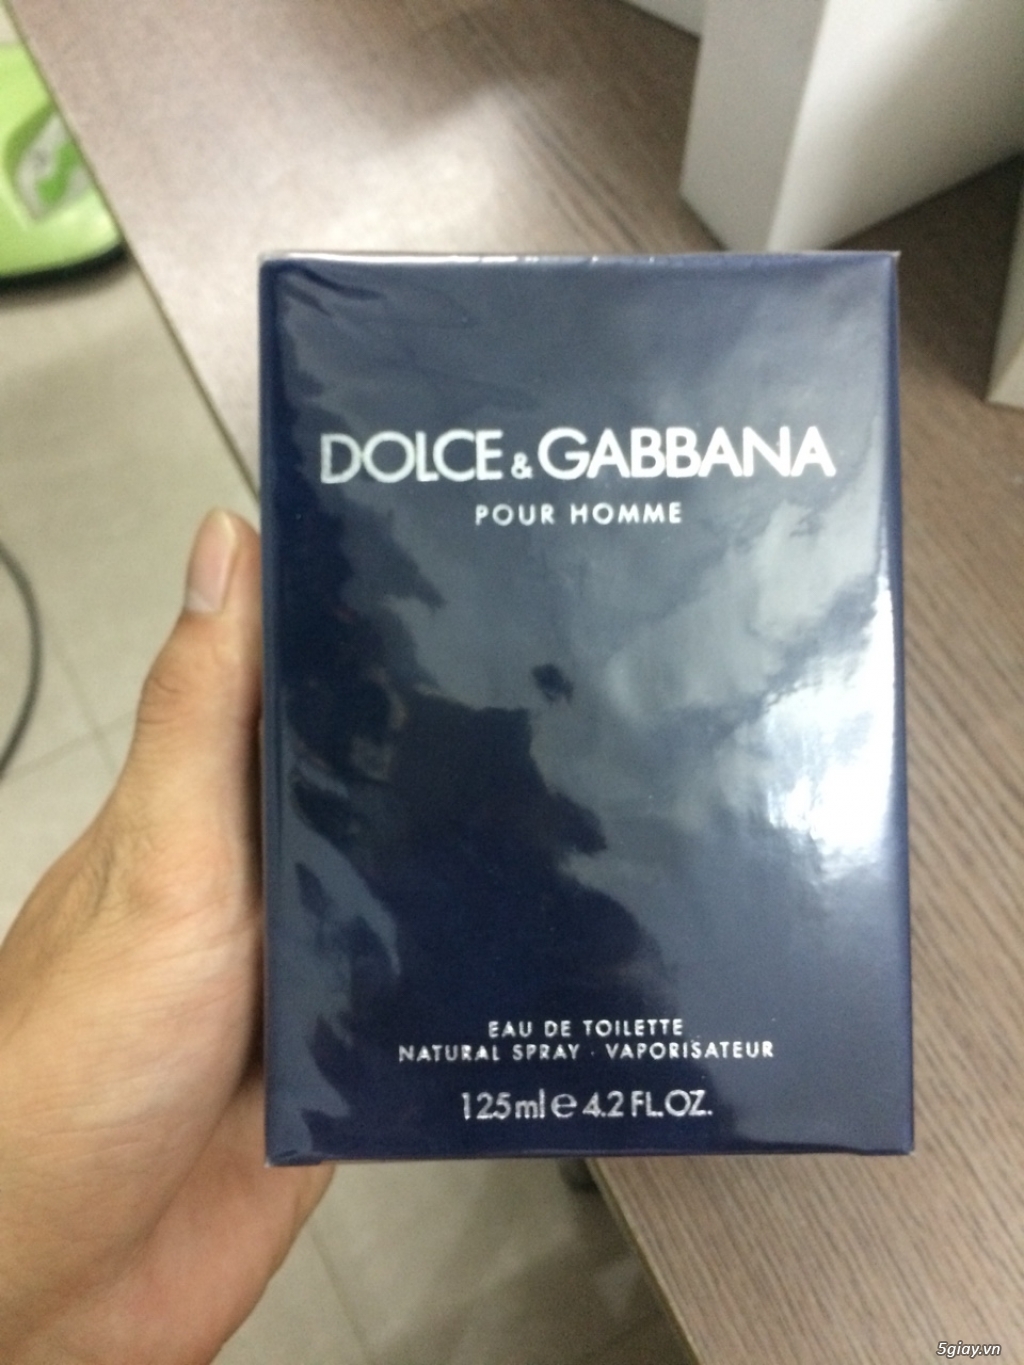 DOLCE & GABBANA
POUR HOMME
EAU DE TOILETTE
NATURAL SPRAY · VAPORISATEUR
125ml e 4.2 FL.OZ.
5giay.vn